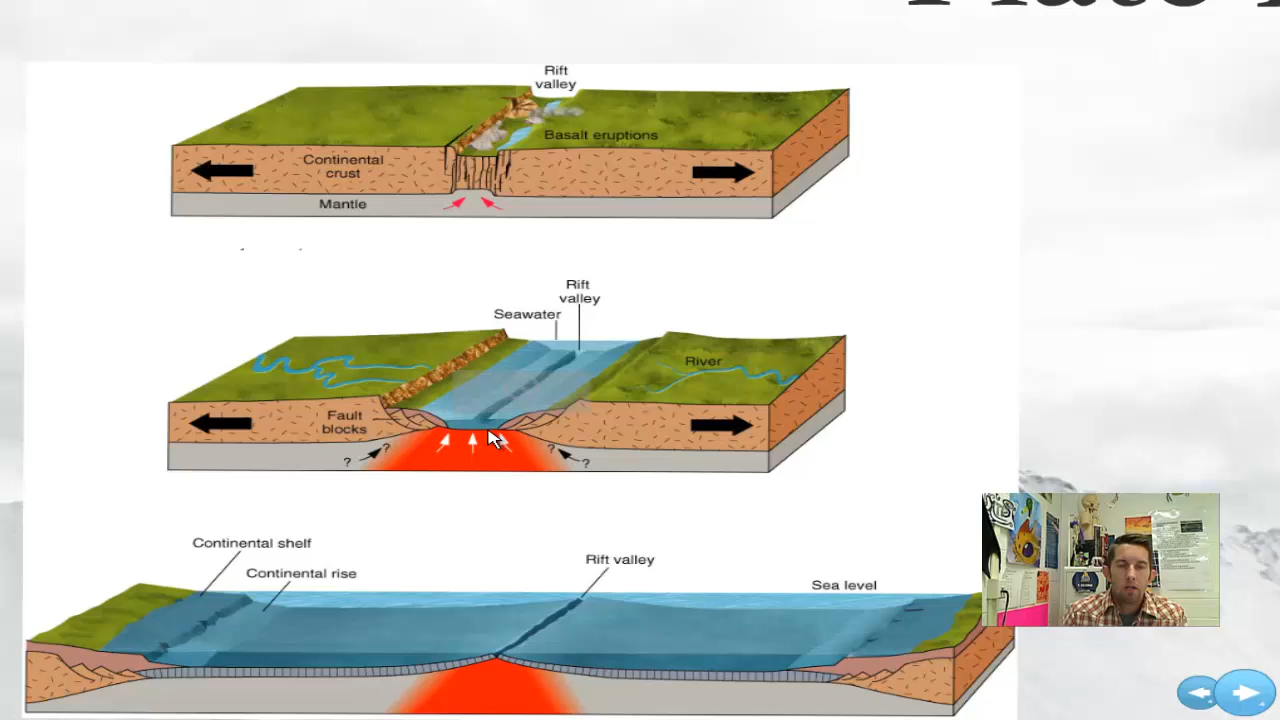 Rift
valley
Basalt eruptions
Continental
crust
Mantle
Rift
valley
Seawater
River
Fault
blocks
?
?
?
?
Continental shelf
Continental rise
Rift valley
Sea level